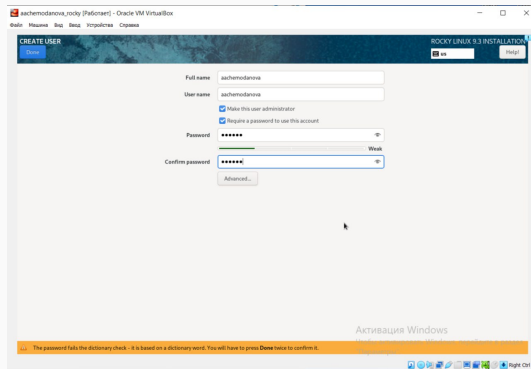 aachemodanova_rocky [Работает] - Oracle VM VirtualBox
Файл Машина Вид Ввод Устройства Справка
CREATE USER
ROCKY LINUX 9.3 INSTALLATION
Done
us
Help!
Full name
aachemodanova
User name
aachemodanova
Make this user administrator
Require a password to use this account
Password
••••••
Weak
Confirm password
••••••
Advanced...
Активация Windows
The password fails the dictionary check - it is based on a dictionary word. You will have to press Done twice to confirm it.
Right Ctrl